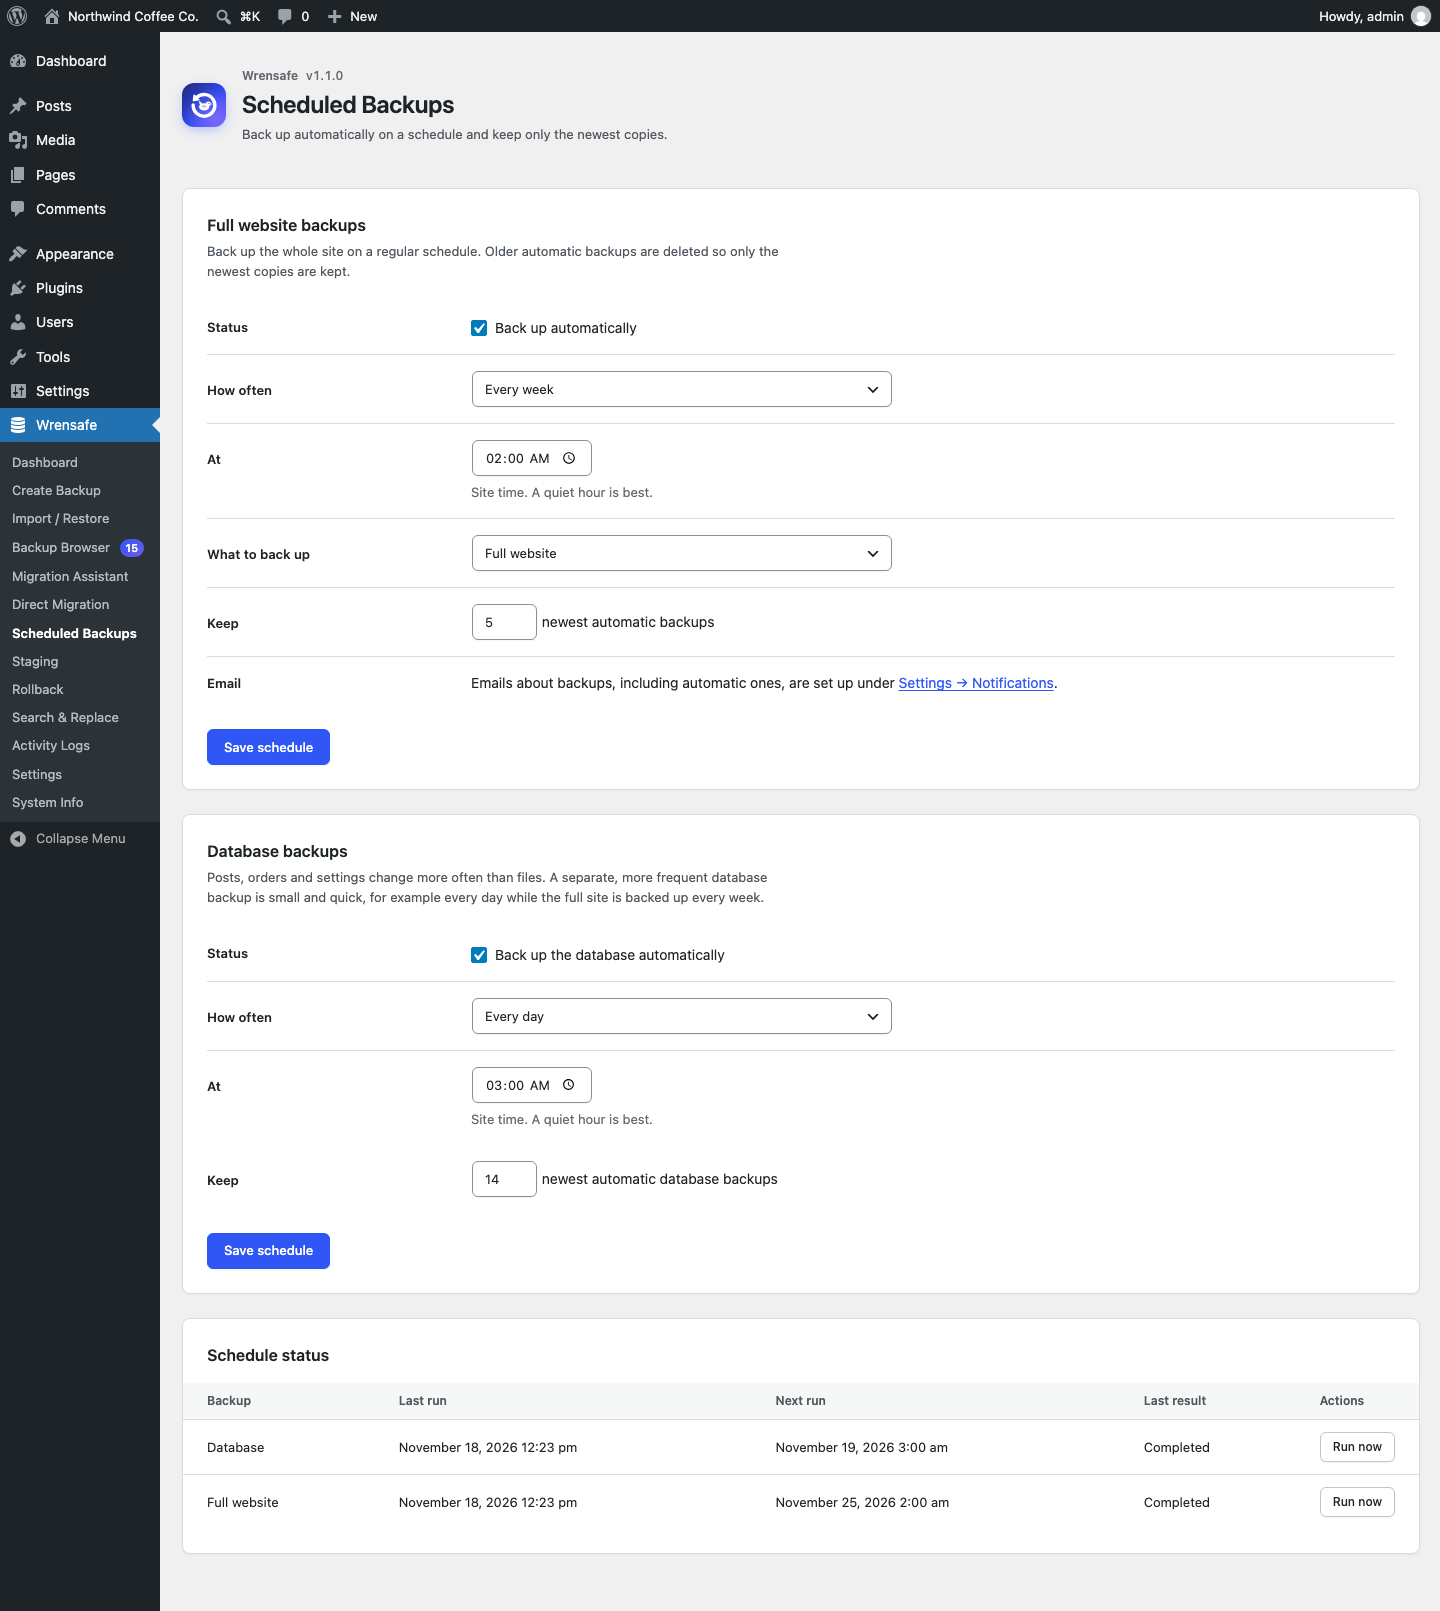 Northwind Coffee Co.
⌘K
0
New
Howdy, admin
Dashboard
Posts
Media
Pages
Comments
Appearance
Plugins
Users
Tools
Settings
Wrensafe
Dashboard
Create Backup
Import / Restore
Backup Browser 15
Migration Assistant
Direct Migration
Scheduled Backups
Staging
Rollback
Search & Replace
Activity Logs
Settings
System Info
Collapse Menu
Wrensafe v1.1.0
Scheduled Backups
Back up automatically on a schedule and keep only the newest copies.
Full website backups
Back up the whole site on a regular schedule. Older automatic backups are deleted so only the
newest copies are kept.
Status
Back up automatically
How often
Every week
At
02:00 AM
Site time. A quiet hour is best.
What to back up
Full website
Keep
5 newest automatic backups
Email
Emails about backups, including automatic ones, are set up under Settings → Notifications.
Save schedule
Database backups
Posts, orders and settings change more often than files. A separate, more frequent database
backup is small and quick, for example every day while the full site is backed up every week.
Status
Back up the database automatically
How often
Every day
At
03:00 AM
Site time. A quiet hour is best.
Keep
14 newest automatic database backups
Save schedule
Schedule status
Backup Last run Next run Last result Actions
Database November 18, 2026 12:23 pm November 19, 2026 3:00 am Completed Run now
Full website November 18, 2026 12:23 pm November 25, 2026 2:00 am Completed Run now